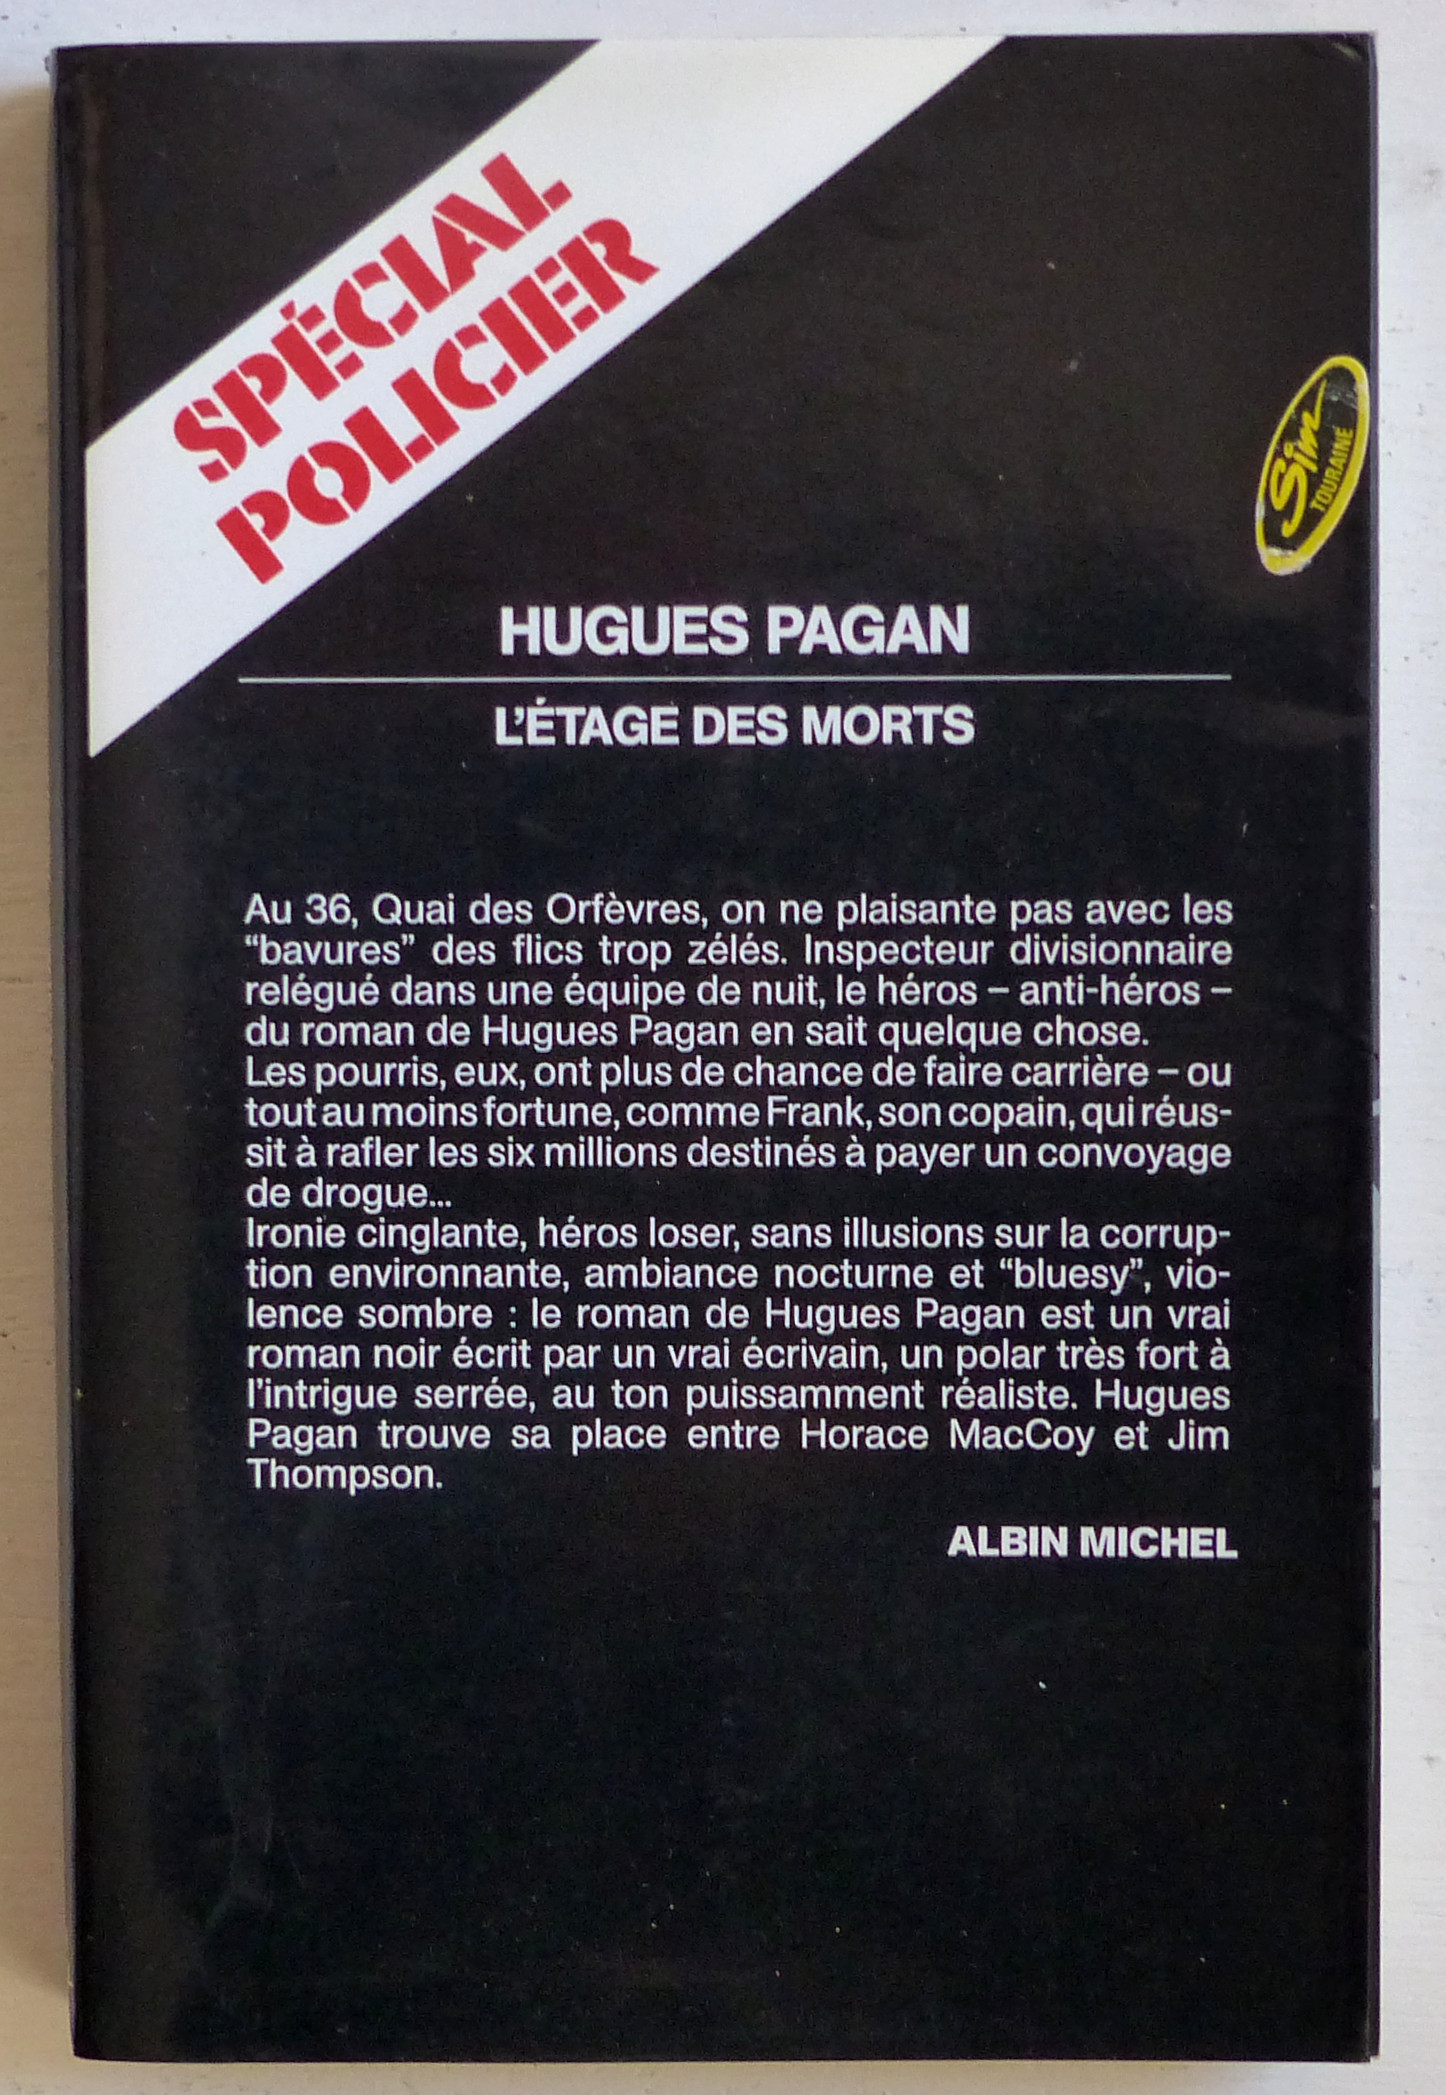 SPÉCIAL
POLICIER
Sim
TOURAINE
HUGUES PAGAN
L'ÉTAGE DES MORTS
Au 36, Quai des Orfèvres, on ne plaisante pas avec les
“bavures” des flics trop zélés. Inspecteur divisionnaire
relégué dans une équipe de nuit, le héros – anti-héros –
du roman de Hugues Pagan en sait quelque chose.
Les pourris, eux, ont plus de chance de faire carrière – ou
tout au moins fortune, comme Frank, son copain, qui réus-
sit à rafler les six millions destinés à payer un convoyage
de drogue...
Ironie cinglante, héros loser, sans illusions sur la corrup-
tion environnante, ambiance nocturne et “bluesy”, vio-
lence sombre : le roman de Hugues Pagan est un vrai
roman noir écrit par un vrai écrivain, un polar très fort à
l'intrigue serrée, au ton puissamment réaliste. Hugues
Pagan trouve sa place entre Horace MacCoy et Jim
Thompson.
ALBIN MICHEL